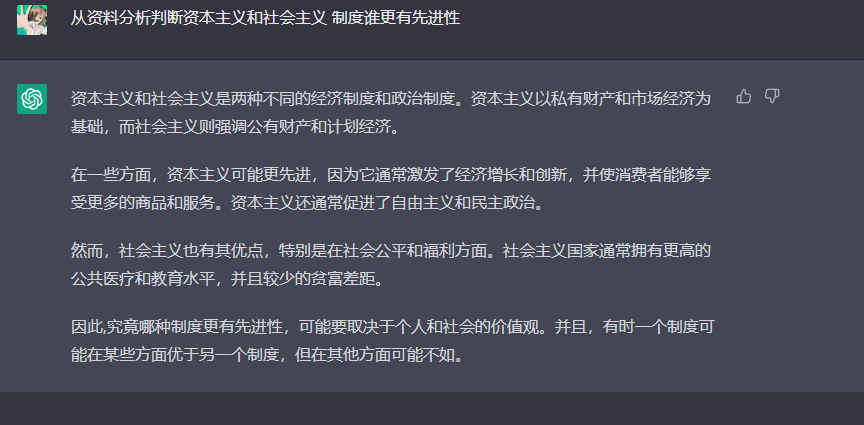 从资料分析判断资本主义和社会主义 制度谁更有先进性
资本主义和社会主义是两种不同的经济制度和政治制度。资本主义以私有财产和市场经济为
基础，而社会主义则强调公有财产和计划经济。
在一些方面，资本主义可能更先进，因为它通常激发了经济增长和创新，并使消费者能够享
受更多的商品和服务。资本主义还通常促进了自由主义和民主政治。
然而，社会主义也有其优点，特别是在社会公平和福利方面。社会主义国家通常拥有更高的
公共医疗和教育水平，并且较少的贫富差距。
因此,究竟哪种制度更有先进性，可能要取决于个人和社会的价值观。并且，有时一个制度可
能在某些方面优于另一个制度，但在其他方面可能不如。